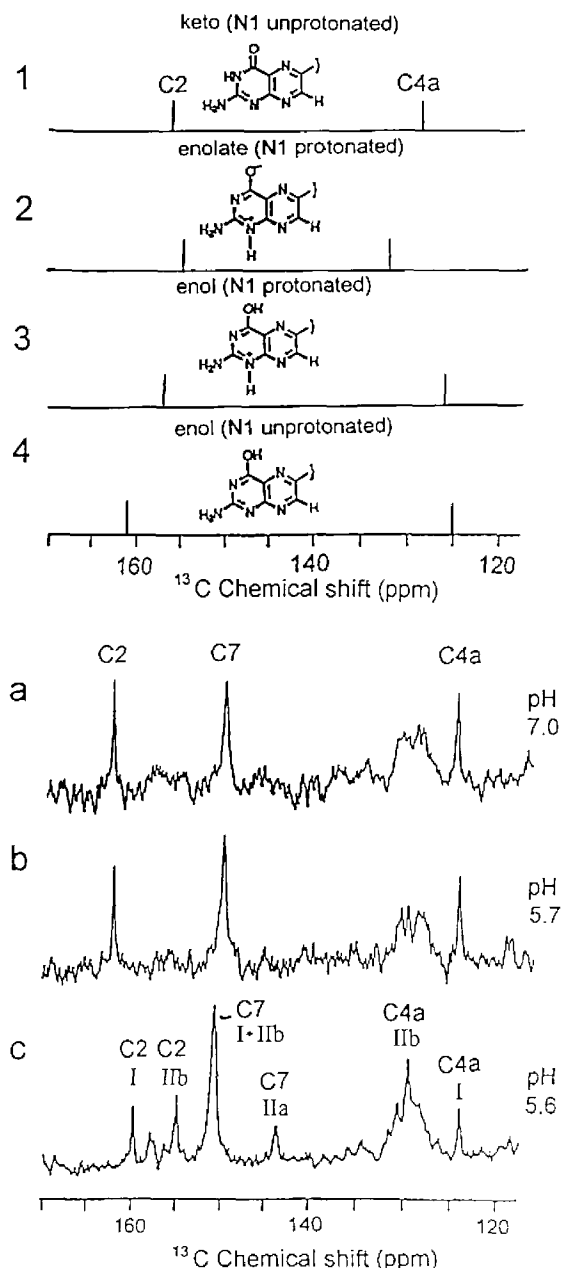 keto (N1 unprotonated)
1
C2
C4a
O
HN
N
H₂N
N
N
H
enolate (N1 protonated)
2
O
N
N
H₂N
N
N
H
H
enol (N1 protonated)
3
OH
N
N
H₂N
N
N
H
H
enol (N1 unprotonated)
4
OH
N
N
H₂N
N
N
H
160 140 120
¹³C Chemical shift (ppm)
C2 C7 C4a
a
pH
7.0
b
pH
5.7
c
C7
I+IIb
C2 C2
I IIb
C7
IIa
C4a
IIb
C4a
I
pH
5.6
160 140 120
¹³C Chemical shift (ppm)